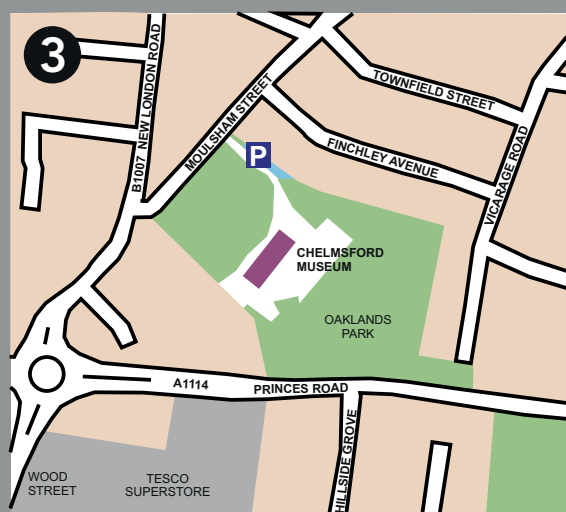 3
B1007 NEW LONDON ROAD
MOULSHAM STREET
TOWNFIELD STREET
FINCHLEY AVENUE
VICARAGE ROAD
P
CHELMSFORD
MUSEUM
OAKLANDS
PARK
A1114
PRINCES ROAD
HILLSIDE GROVE
WOOD
STREET
TESCO
SUPERSTORE